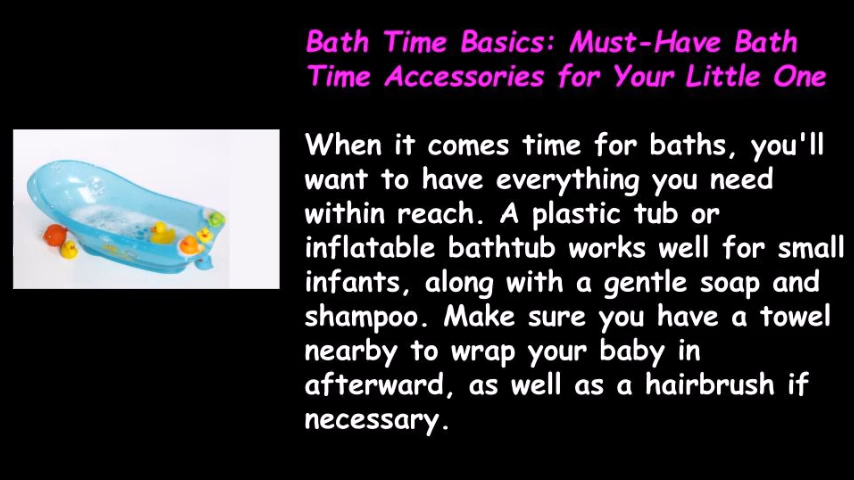 Bath Time Basics: Must-Have Bath
Time Accessories for Your Little One
When it comes time for baths, you'll
want to have everything you need
within reach. A plastic tub or
inflatable bathtub works well for small
infants, along with a gentle soap and
shampoo. Make sure you have a towel
nearby to wrap your baby in
afterward, as well as a hairbrush if
necessary.